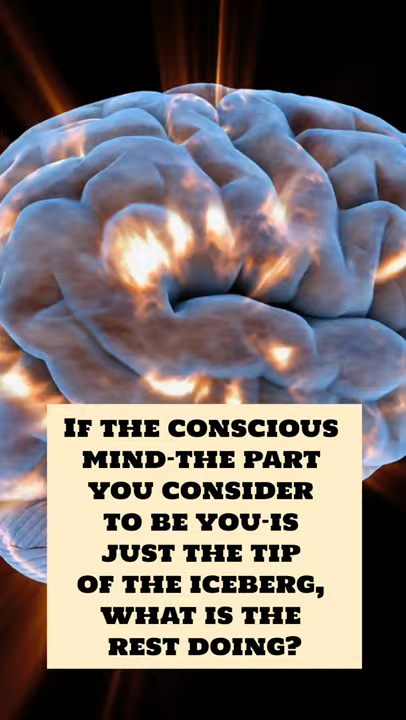 If the conscious
mind-the part
you consider
to be you-is
just the tip
of the iceberg,
what is the
rest doing?